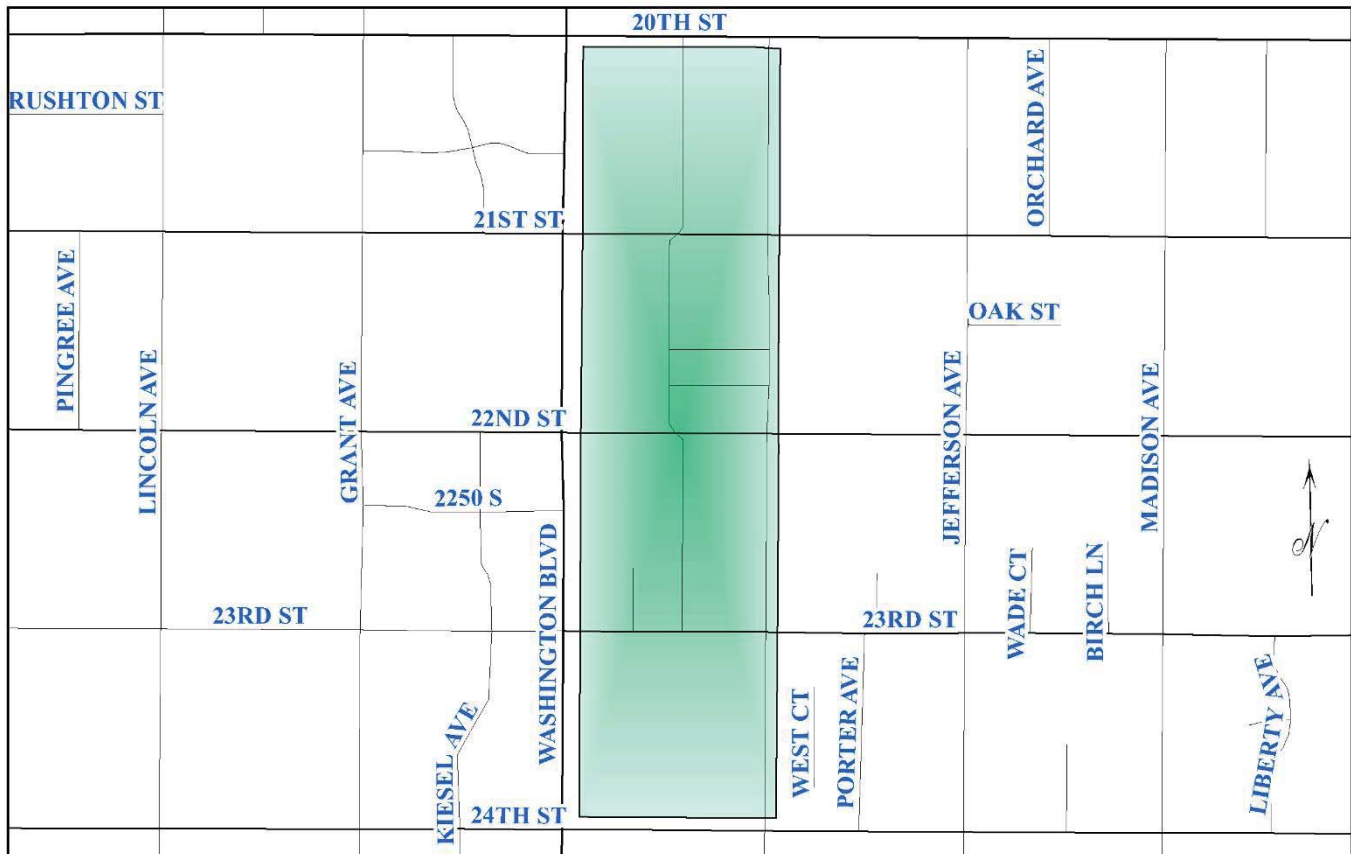 20TH ST
RUSHTON ST
ORCHARD AVE
21ST ST
PINGREE AVE
OAK ST
LINCOLN AVE
GRANT AVE
22ND ST
JEFFERSON AVE
MADISON AVE
2250 S
N
WASHINGTON BLVD
23RD ST
23RD ST
WADE CT
BIRCH LN
WEST CT
PORTER AVE
LIBERTY AVE
KIESEL AVE
24TH ST